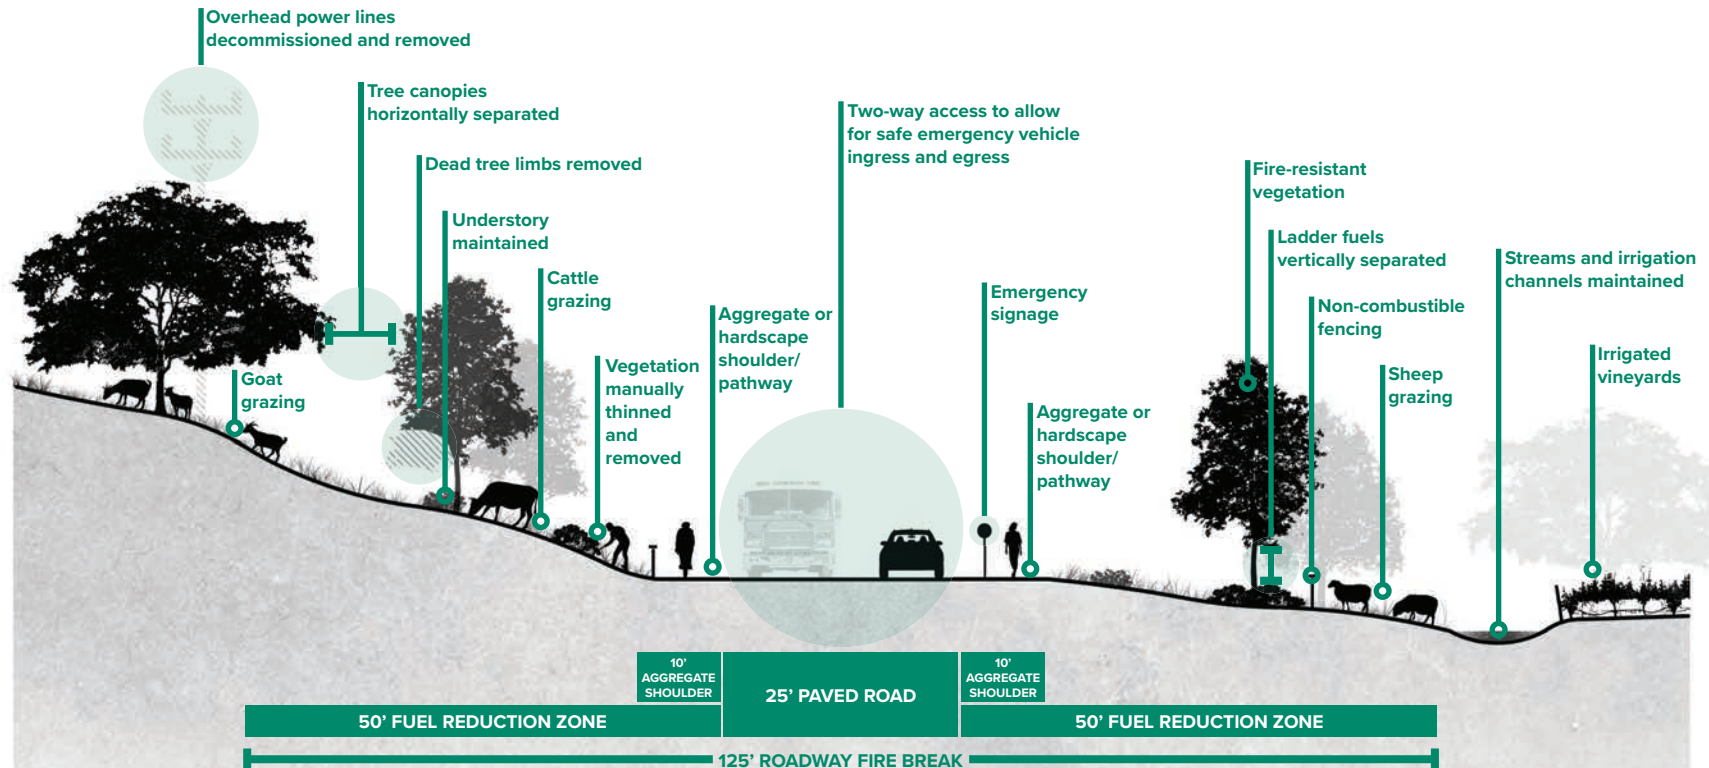 Overhead power lines
decommissioned and removed
Tree canopies
horizontally separated
Dead tree limbs removed
Understory
maintained
Cattle
grazing
Goat
grazing
Vegetation
manually
thinned
and
removed
Aggregate or
hardscape
shoulder/
pathway
Two-way access to allow
for safe emergency vehicle
ingress and egress
Emergency
signage
Aggregate or
hardscape
shoulder/
pathway
Fire-resistant
vegetation
Ladder fuels
vertically separated
Non-combustible
fencing
Sheep
grazing
Streams and irrigation
channels maintained
Irrigated
vineyards
10’
AGGREGATE
SHOULDER
25’ PAVED ROAD
10’
AGGREGATE
SHOULDER
50’ FUEL REDUCTION ZONE
50’ FUEL REDUCTION ZONE
125’ ROADWAY FIRE BREAK